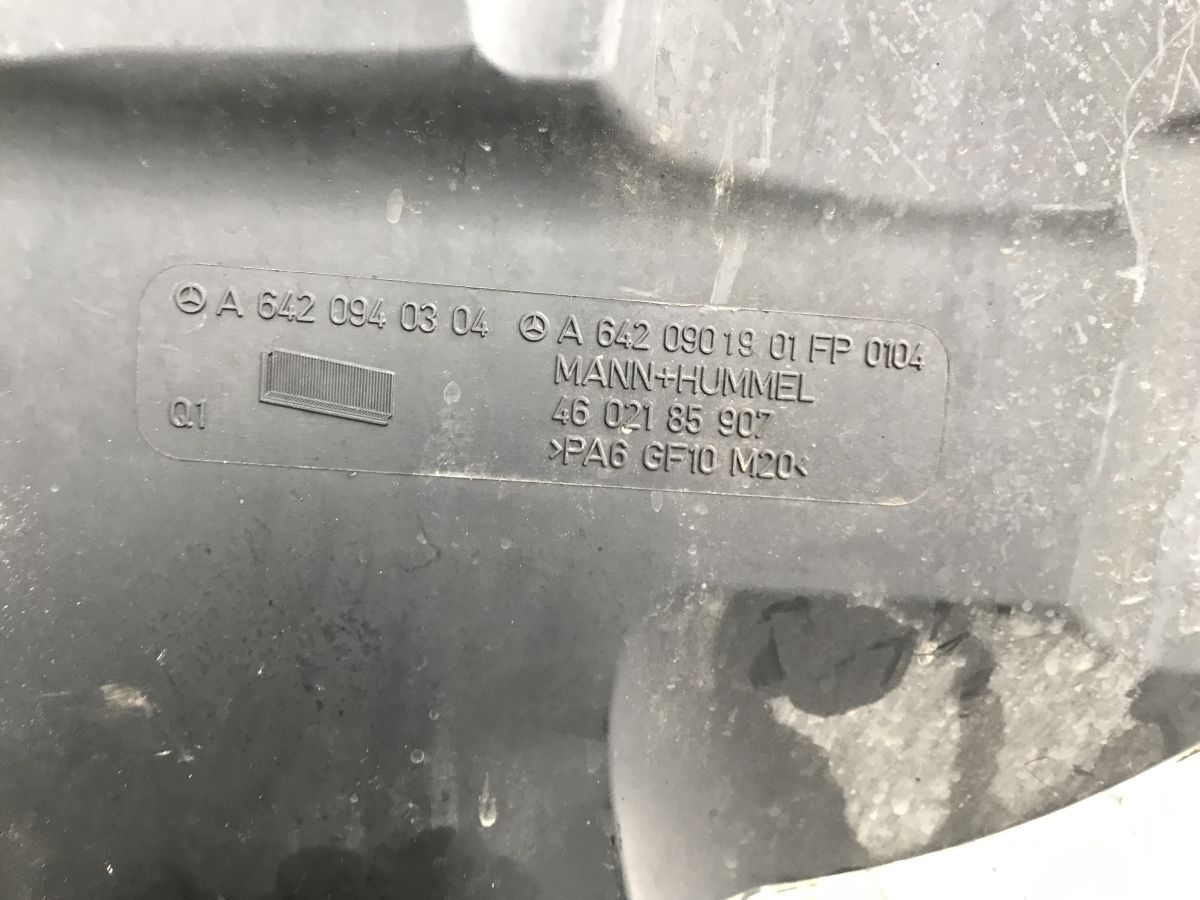 A 642 094 03 04 A 642 090 19 01 FP 0104
MANN+HUMMEL
46 021 85 907
Q1
>PA6 GF10 M20<